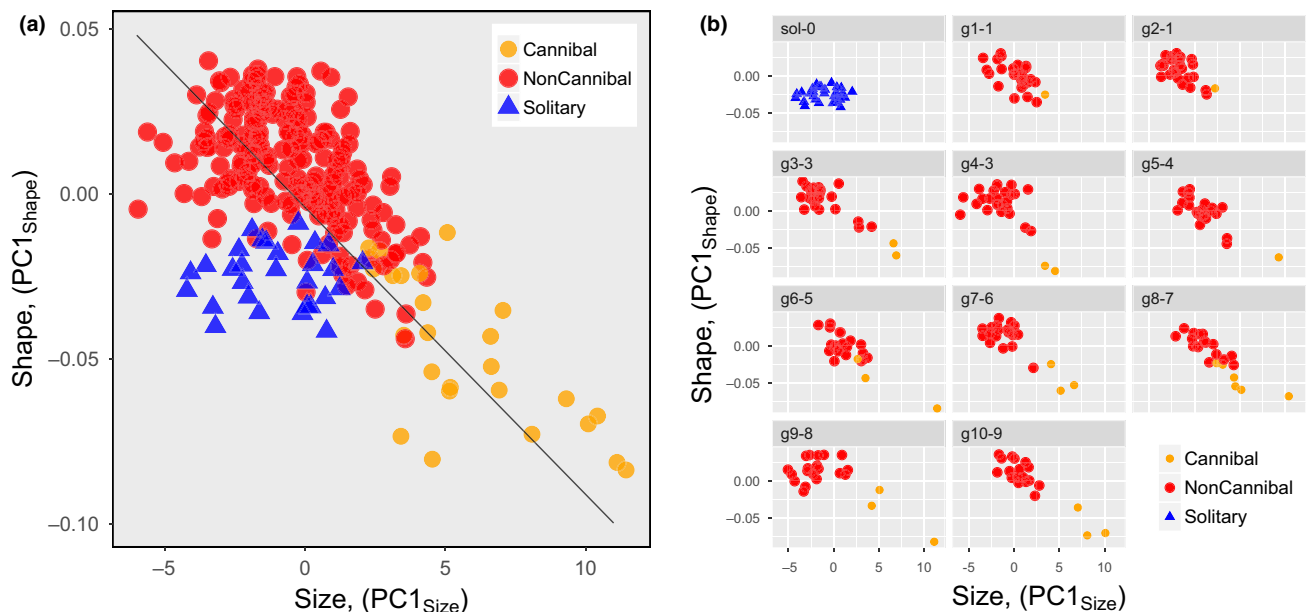 (a)
0.05
0.00
−0.05
−0.10
Shape, (PC1Shape)
Cannibal
NonCannibal
Solitary
−5
0
5
10
Size, (PC1Size)
(b)
sol-0
g1-1
g2-1
0.00
−0.05
g3-3
g4-3
g5-4
0.00
−0.05
g6-5
g7-6
g8-7
0.00
−0.05
g9-8
g10-9
0.00
−0.05
Shape, (PC1Shape)
Cannibal
NonCannibal
Solitary
−5
0
5
10
−5
0
5
10
Size, (PC1Size)